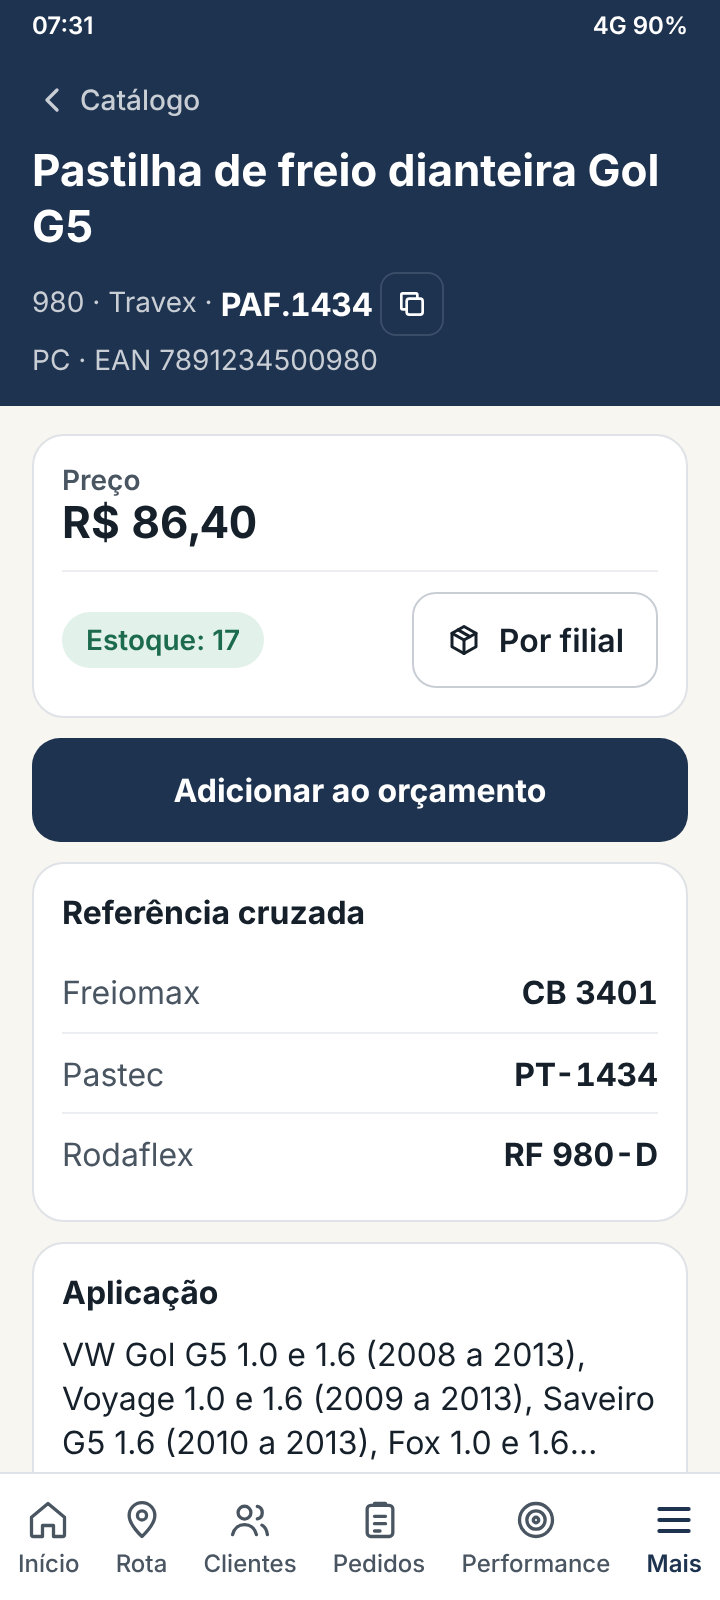 07:31 4G 90%
Catálogo
Pastilha de freio dianteira Gol
G5
980 · Travex · PAF.1434
PC · EAN 7891234500980
Preço
R$ 86,40
Estoque: 17 Por filial
Adicionar ao orçamento
Referência cruzada
Freiomax CB 3401
Pastec PT-1434
Rodaflex RF 980-D
Aplicação
VW Gol G5 1.0 e 1.6 (2008 a 2013),
Voyage 1.0 e 1.6 (2009 a 2013), Saveiro
G5 1.6 (2010 a 2013), Fox 1.0 e 1.6...
Início Rota Clientes Pedidos Performance Mais